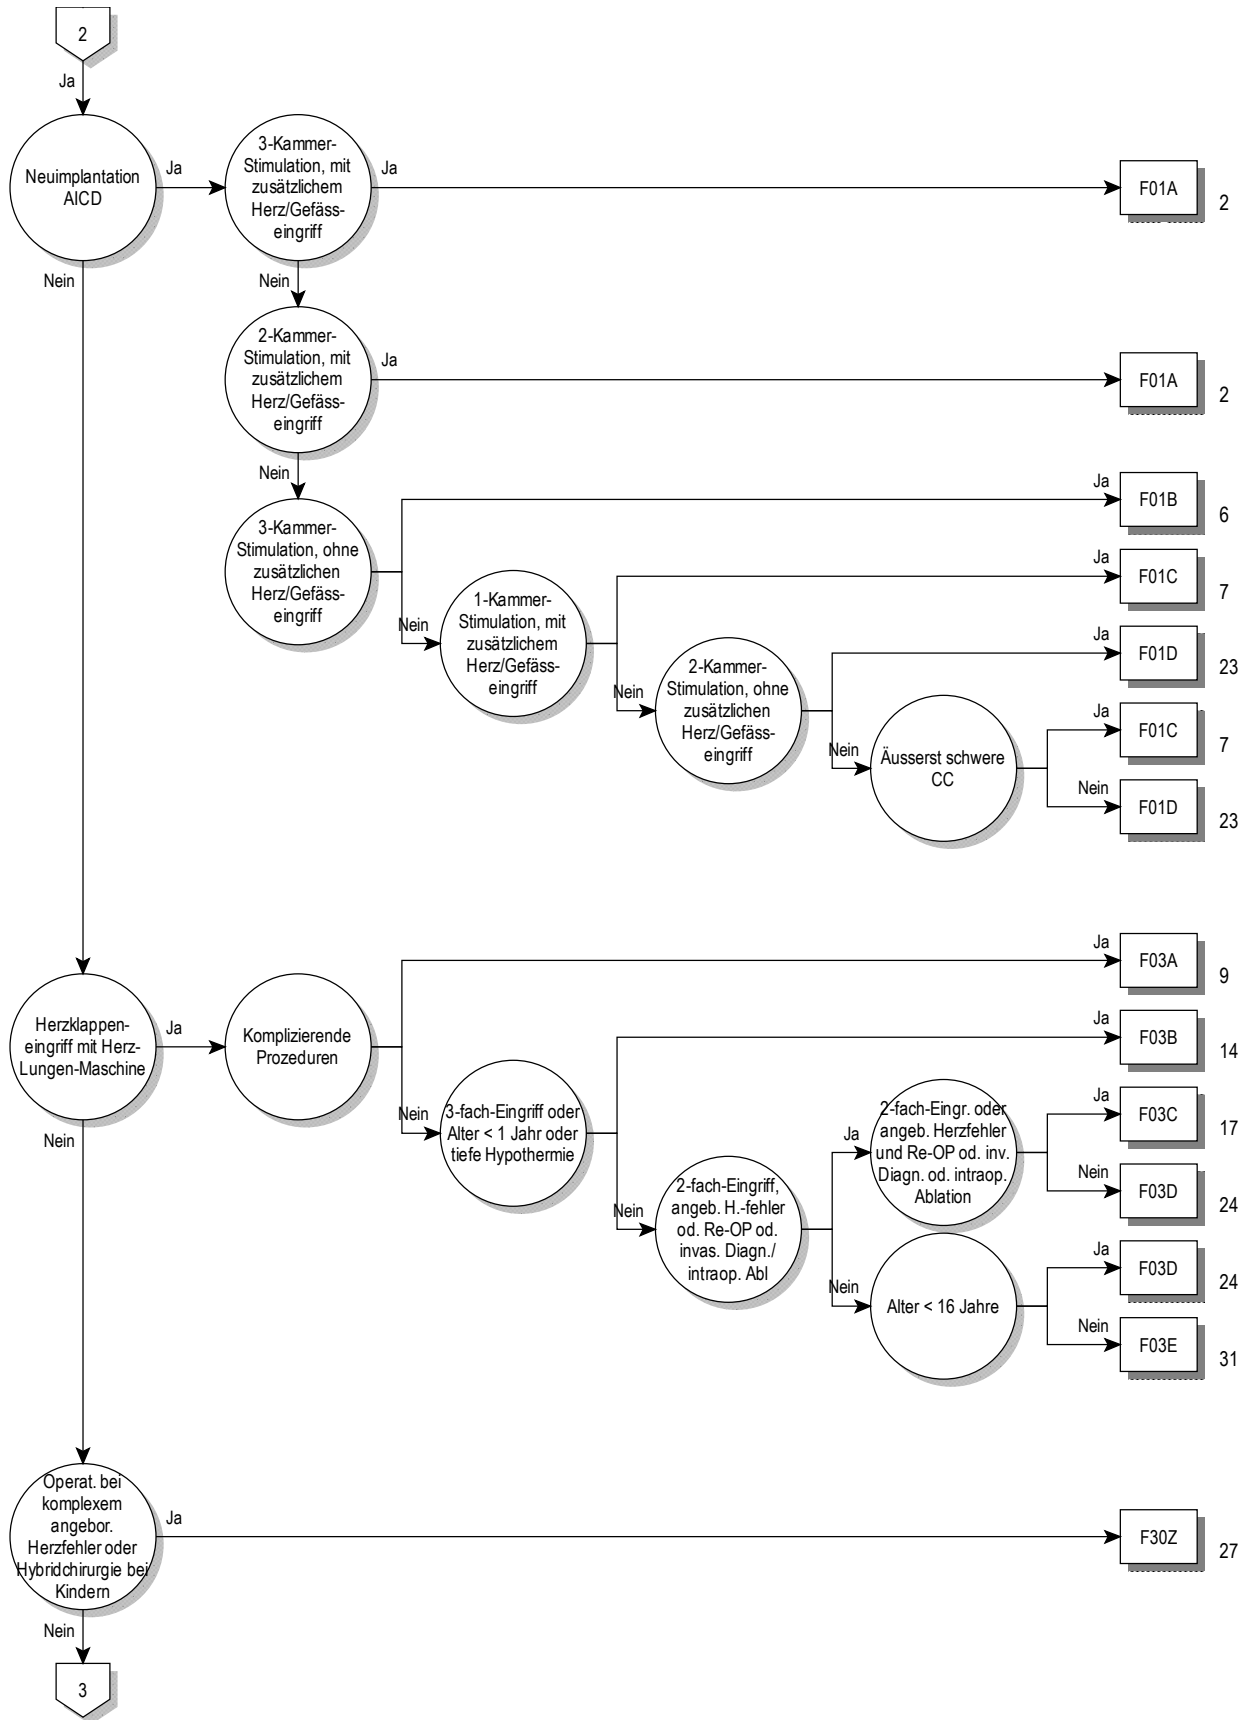 2
Ja
Neuimplantation
AICD
Ja
3-Kammer-
Stimulation, mit
zusätzlichem
Herz/Gefäss-
eingriff
Ja
F01A
2
Nein
Nein
2-Kammer-
Stimulation, mit
zusätzlichem
Herz/Gefäss-
eingriff
Ja
F01A
2
Nein
3-Kammer-
Stimulation, ohne
zusätzlichen
Herz/Gefäss-
eingriff
Ja
F01B
6
Nein
1-Kammer-
Stimulation, mit
zusätzlichem
Herz/Gefäss-
eingriff
Ja
F01C
7
Nein
2-Kammer-
Stimulation, ohne
zusätzlichen
Herz/Gefäss-
eingriff
Ja
F01D
23
Nein
Äusserst schwere
CC
Ja
F01C
7
Nein
F01D
23
Herzklappen-
eingriff mit Herz-
Lungen-Maschine
Ja
Komplizierende
Prozeduren
Ja
F03A
9
Nein
3-fach-Eingriff oder
Alter < 1 Jahr oder
tiefe Hypothermie
Ja
F03B
14
Nein
2-fach-Eingriff,
angeb. H.-fehler
od. Re-OP od.
invas. Diagn./
intraop. Abl
Ja
2-fach-Eingr. oder
angeb. Herzfehler
und Re-OP od. inv.
Diagn. od. intraop.
Ablation
Ja
F03C
17
Nein
F03D
24
Nein
Alter < 16 Jahre
Ja
F03D
24
Nein
F03E
31
Nein
Operat. bei
komplexem
angebor.
Herzfehler oder
Hybridchirurgie bei
Kindern
Ja
F30Z
27
Nein
3